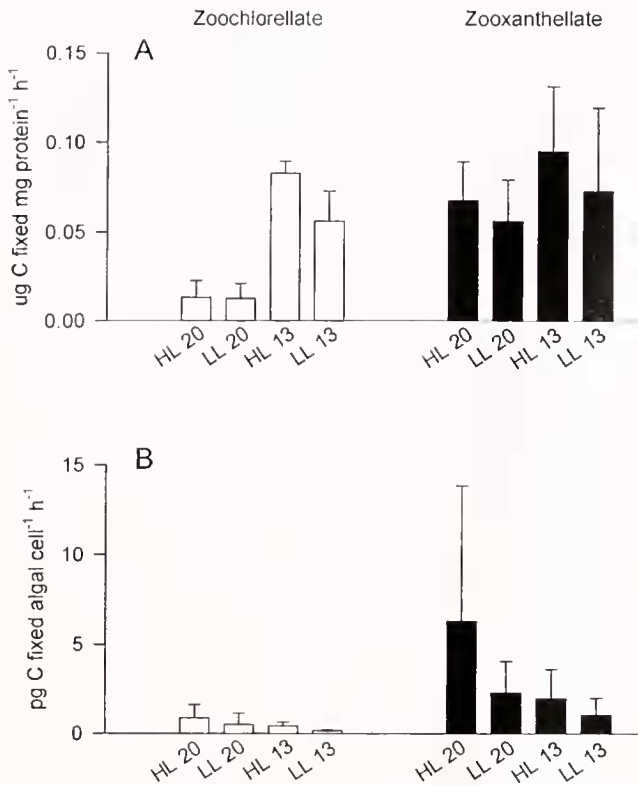 Zoochlorellate Zooxanthellate
A
ug C fixed mg protein⁻¹ h⁻¹
0.15
0.10
0.05
0.00
HL 20 LL 20 HL 13 LL 13 HL 20 LL 20 HL 13 LL 13
B
pg C fixed algal cell⁻¹ h⁻¹
15
10
5
0
HL 20 LL 20 HL 13 LL 13 HL 20 LL 20 HL 13 LL 13